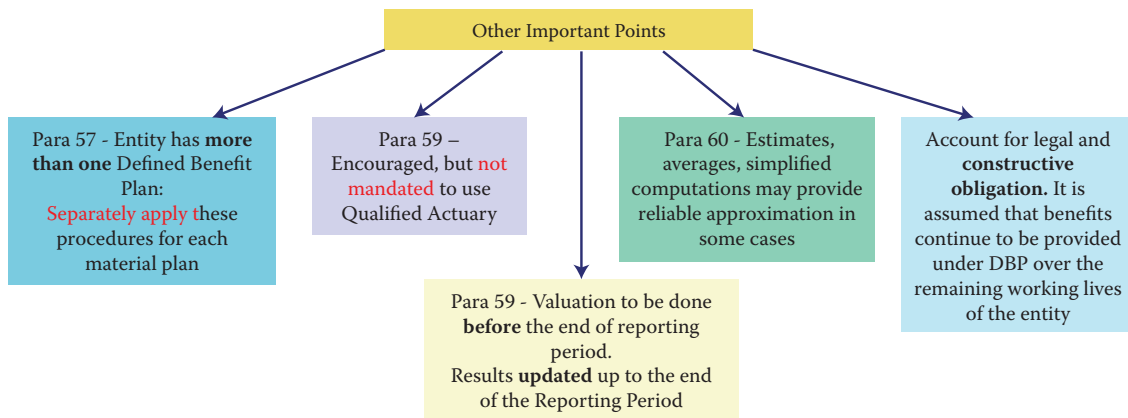 Other Important Points
Para 57 - Entity has more
than one Defined Benefit
Plan:
Separately apply these
procedures for each
material plan
Para 59 –
Encouraged, but not
mandated to use
Qualified Actuary
Para 60 - Estimates,
averages, simplified
computations may provide
reliable approximation in
some cases
Account for legal and
constructive
obligation. It is
assumed that benefits
continue to be provided
under DBP over the
remaining working lives
of the entity
Para 59 - Valuation to be done
before the end of reporting
period.
Results updated up to the end
of the Reporting Period